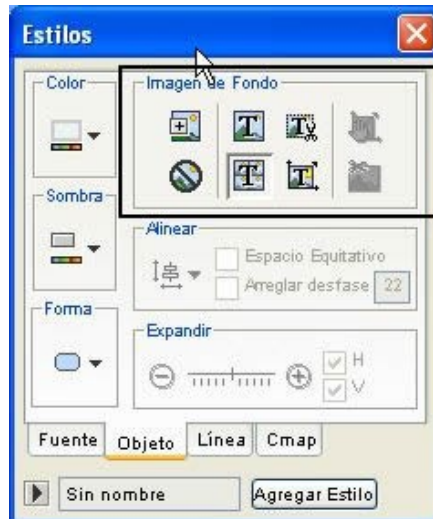 Estilos
Color
Imagen de Fondo
Sombra
Alinear
Espacio Equitativo
Arreglar desfase 22
Forma
Expandir
H
V
Fuente Objeto Línea Cmap
Sin nombre Agregar Estilo